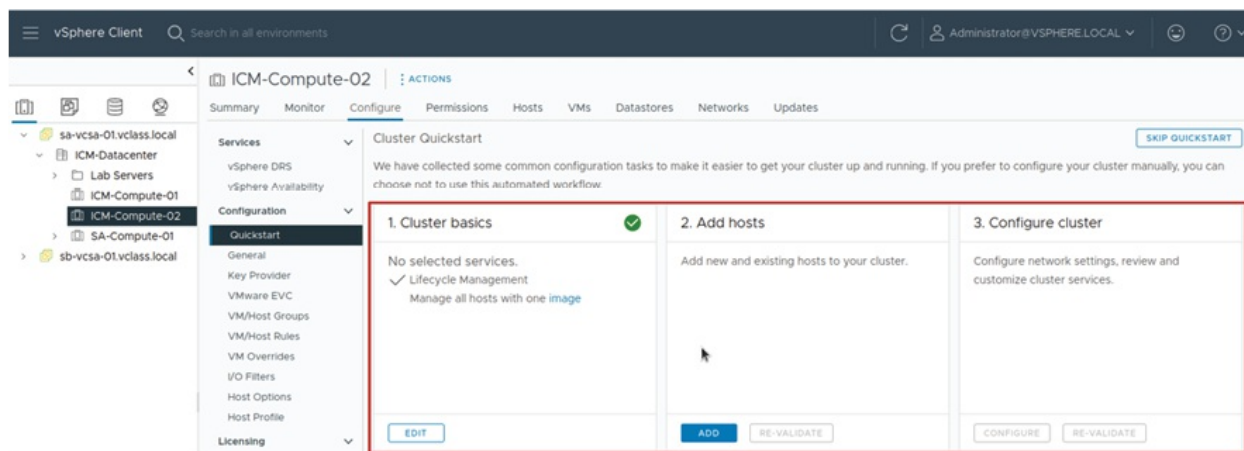 vSphere Client
Search in all environments
Administrator@VSPHERE.LOCAL
sa-vcsa-01.vclass.local
ICM-Datacenter
Lab Servers
ICM-Compute-01
ICM-Compute-02
SA-Compute-01
sb-vcsa-01.vclass.local
ICM-Compute-02
ACTIONS
Summary Monitor Configure Permissions Hosts VMs Datastores Networks Updates
Services
vSphere DRS
vSphere Availability
Configuration
Quickstart
General
Key Provider
VMware EVC
VM/Host Groups
VM/Host Rules
VM Overrides
I/O Filters
Host Options
Host Profile
Licensing
Cluster Quickstart
SKIP QUICKSTART
We have collected some common configuration tasks to make it easier to get your cluster up and running. If you prefer to configure your cluster manually, you can
choose not to use this automated workflow.
1. Cluster basics
No selected services.
Lifecycle Management
Manage all hosts with one image
EDIT
2. Add hosts
Add new and existing hosts to your cluster.
ADD RE-VALIDATE
3. Configure cluster
Configure network settings, review and
customize cluster services.
CONFIGURE RE-VALIDATE